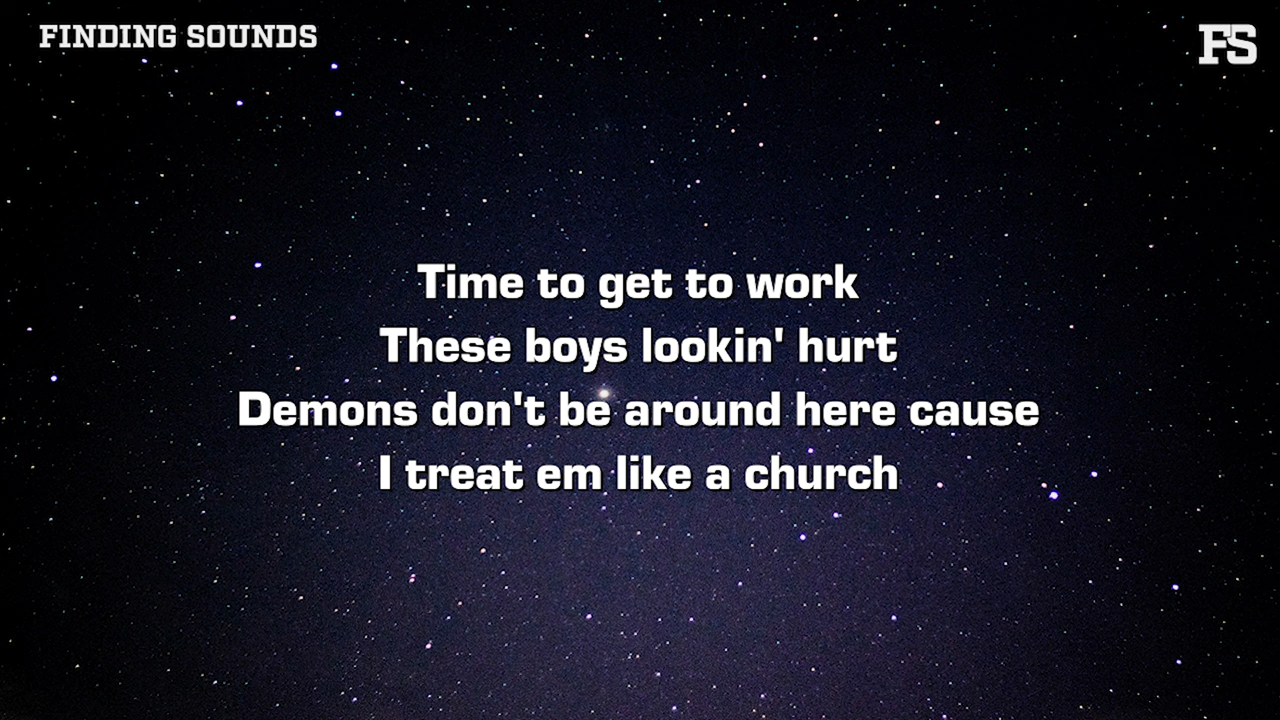 FINDING SOUNDS
FS
Time to get to work
These boys lookin' hurt
Demons don't be around here cause
I treat em like a church